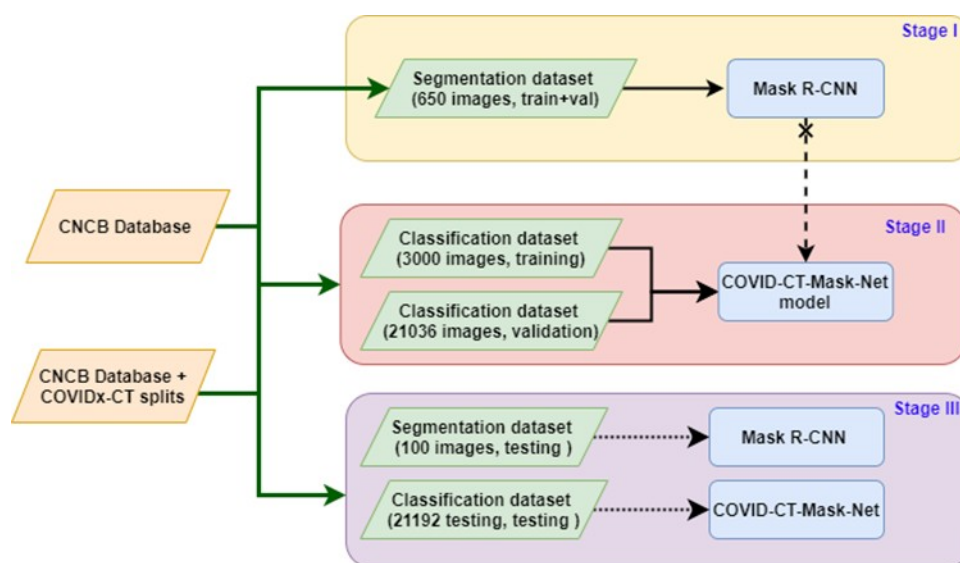 Stage I
Segmentation dataset
(650 images, train+val)
Mask R-CNN
CNCB Database
Stage II
Classification dataset
(3000 images, training)
Classification dataset
(21036 images, validation)
COVID-CT-Mask-Net
model
CNCB Database +
COVIDx-CT splits
Stage III
Segmentation dataset
(100 images, testing )
Mask R-CNN
Classification dataset
(21192 testing, testing )
COVID-CT-Mask-Net